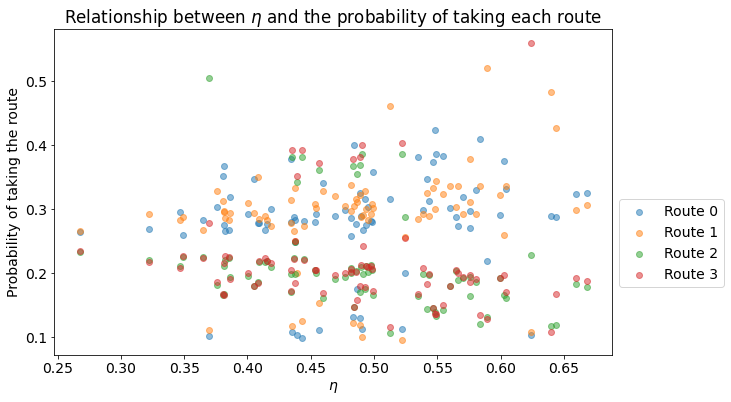 Relationship between η and the probability of taking each route
Probability of taking the route
0.5
0.4
0.3
0.2
0.1
0.25 0.30 0.35 0.40 0.45 0.50 0.55 0.60 0.65
η
Route 0
Route 1
Route 2
Route 3